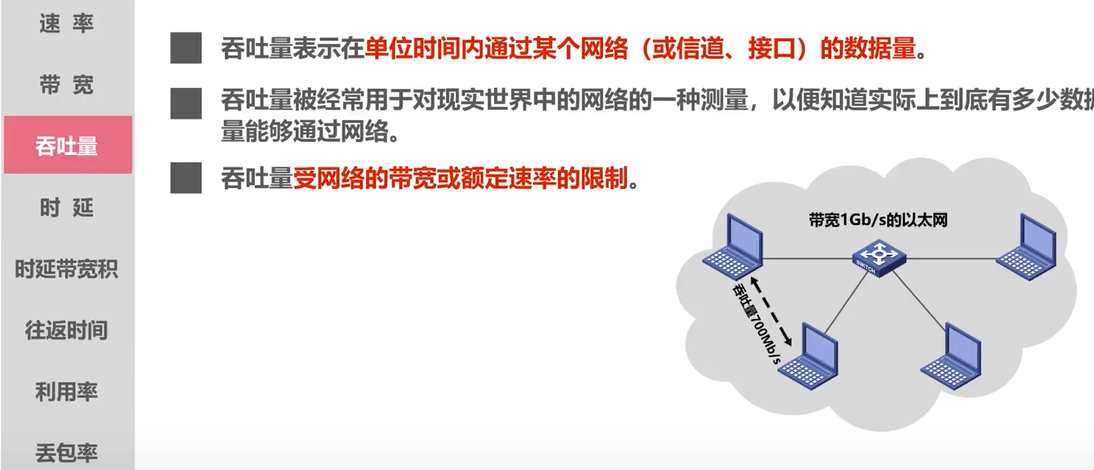 速 率
带 宽
吞吐量
时 延
时延带宽积
往返时间
利用率
丢包率
吞吐量表示在单位时间内通过某个网络（或信道、接口）的数据量。
吞吐量被经常用于对现实世界中的网络的一种测量，以便知道实际上到底有多少数据
量能够通过网络。
吞吐量受网络的带宽或额定速率的限制。
带宽1Gb/s的以太网
SWITCH
吞吐量700Mb/s